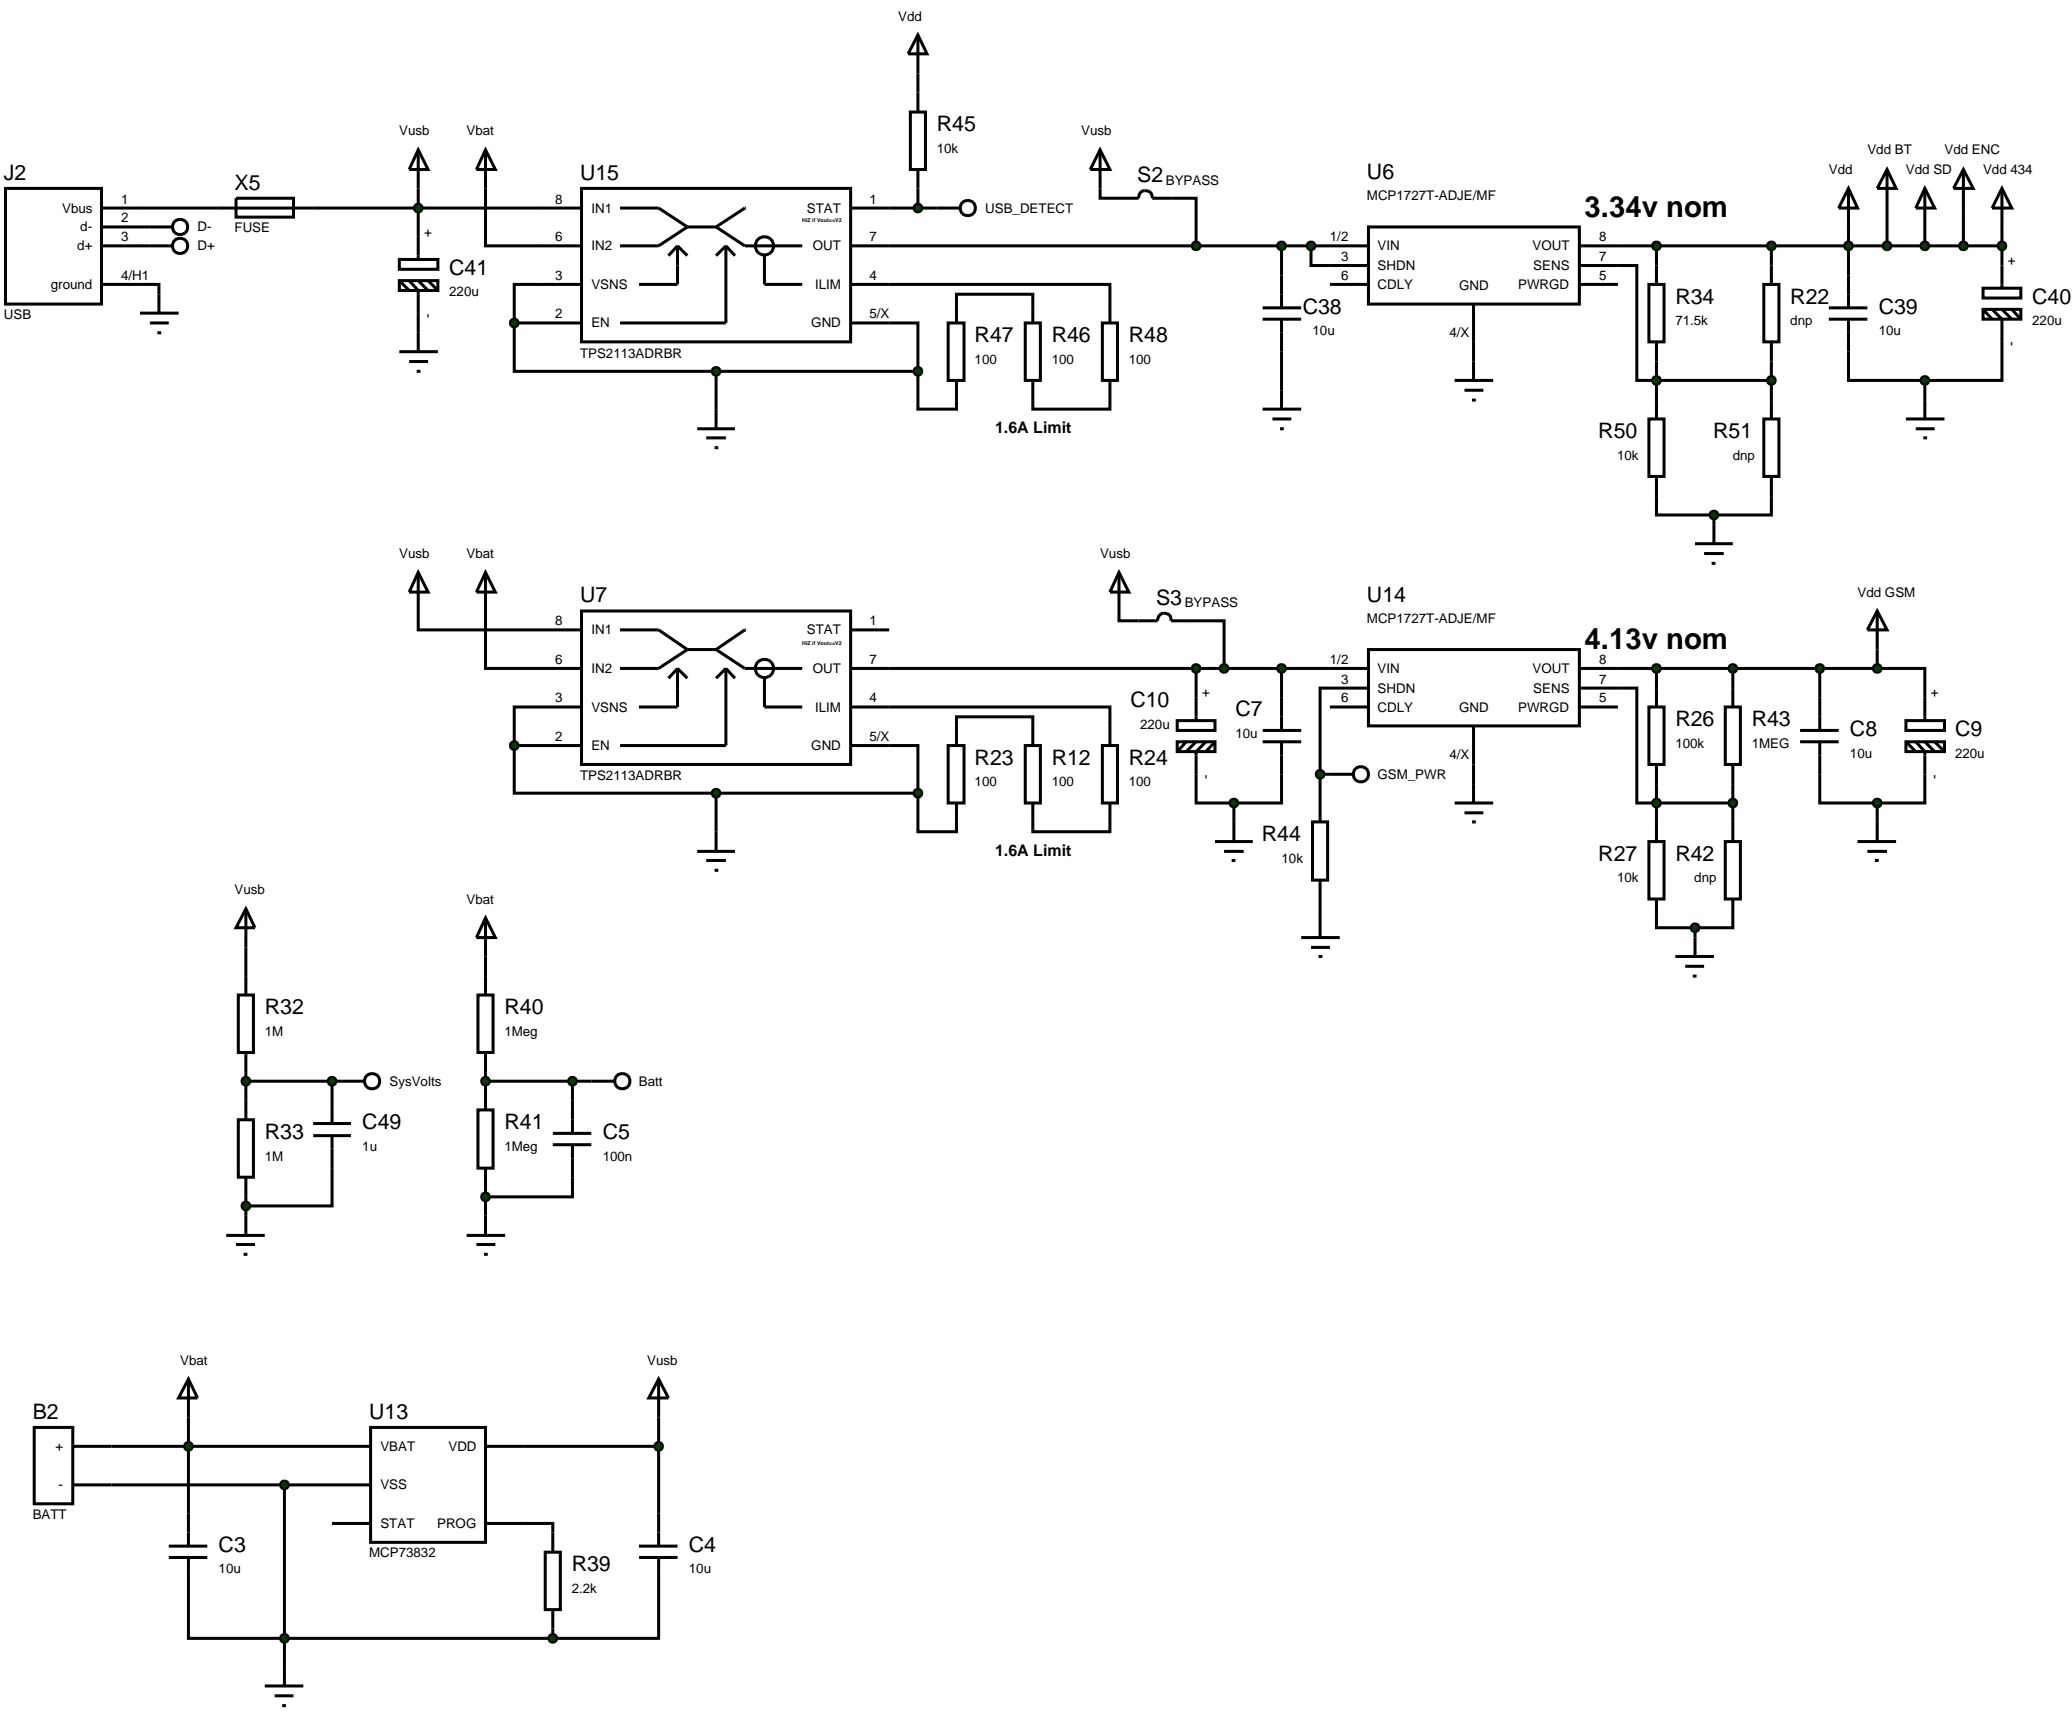 Vdd
R45
10k
Vusb
Vbat
Vusb
J2
X5
U15
S2 BYPASS
U6
MCP1727T-ADJE/MF
3.34v nom
Vdd
Vdd BT
Vdd SD
Vdd ENC
Vdd 434
Vbus
1
FUSE
d-
2
D-
d+
3
D+
ground
4/H1
USB
+
C41
220u
-
8
IN1
STAT
HiZ if Vout=V2
1
USB_DETECT
6
IN2
OUT
7
3
VSNS
ILIM
4
2
EN
GND
5/X
TPS2113ADRBR
R47
100
R46
100
R48
100
1.6A Limit
C38
10u
1/2
VIN
VOUT
8
3
SHDN
SENS
7
6
CDLY
GND
PWRGD
5
4/X
R34
71.5k
R22
dnp
C39
10u
+
C40
220u
-
R50
10k
R51
dnp
Vusb
Vbat
Vusb
U7
S3 BYPASS
U14
MCP1727T-ADJE/MF
4.13v nom
Vdd GSM
8
IN1
STAT
HiZ if Vout=V2
1
6
IN2
OUT
7
3
VSNS
ILIM
4
2
EN
GND
5/X
TPS2113ADRBR
R23
100
R12
100
R24
100
1.6A Limit
C10
220u
+
-
C7
10u
1/2
VIN
VOUT
8
3
SHDN
SENS
7
6
CDLY
GND
PWRGD
5
4/X
GSM_PWR
R44
10k
R26
100k
R43
1MEG
C8
10u
+
C9
220u
-
R27
10k
R42
dnp
Vusb
Vbat
R32
1M
R40
1Meg
SysVolts
Batt
R33
1M
C49
1u
R41
1Meg
C5
100n
Vbat
Vusb
B2
U13
+
VBAT
VDD
-
VSS
BATT
STAT
PROG
MCP73832
C3
10u
R39
2.2k
C4
10u